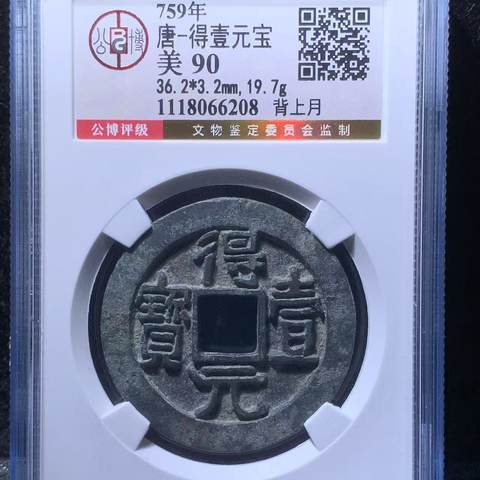 公博
759年
唐-得壹元宝
美 90
36.2*3.2mm,19.7g
1118066208 背上月
公博评级
文物鉴定委员会监制
得壹元寶